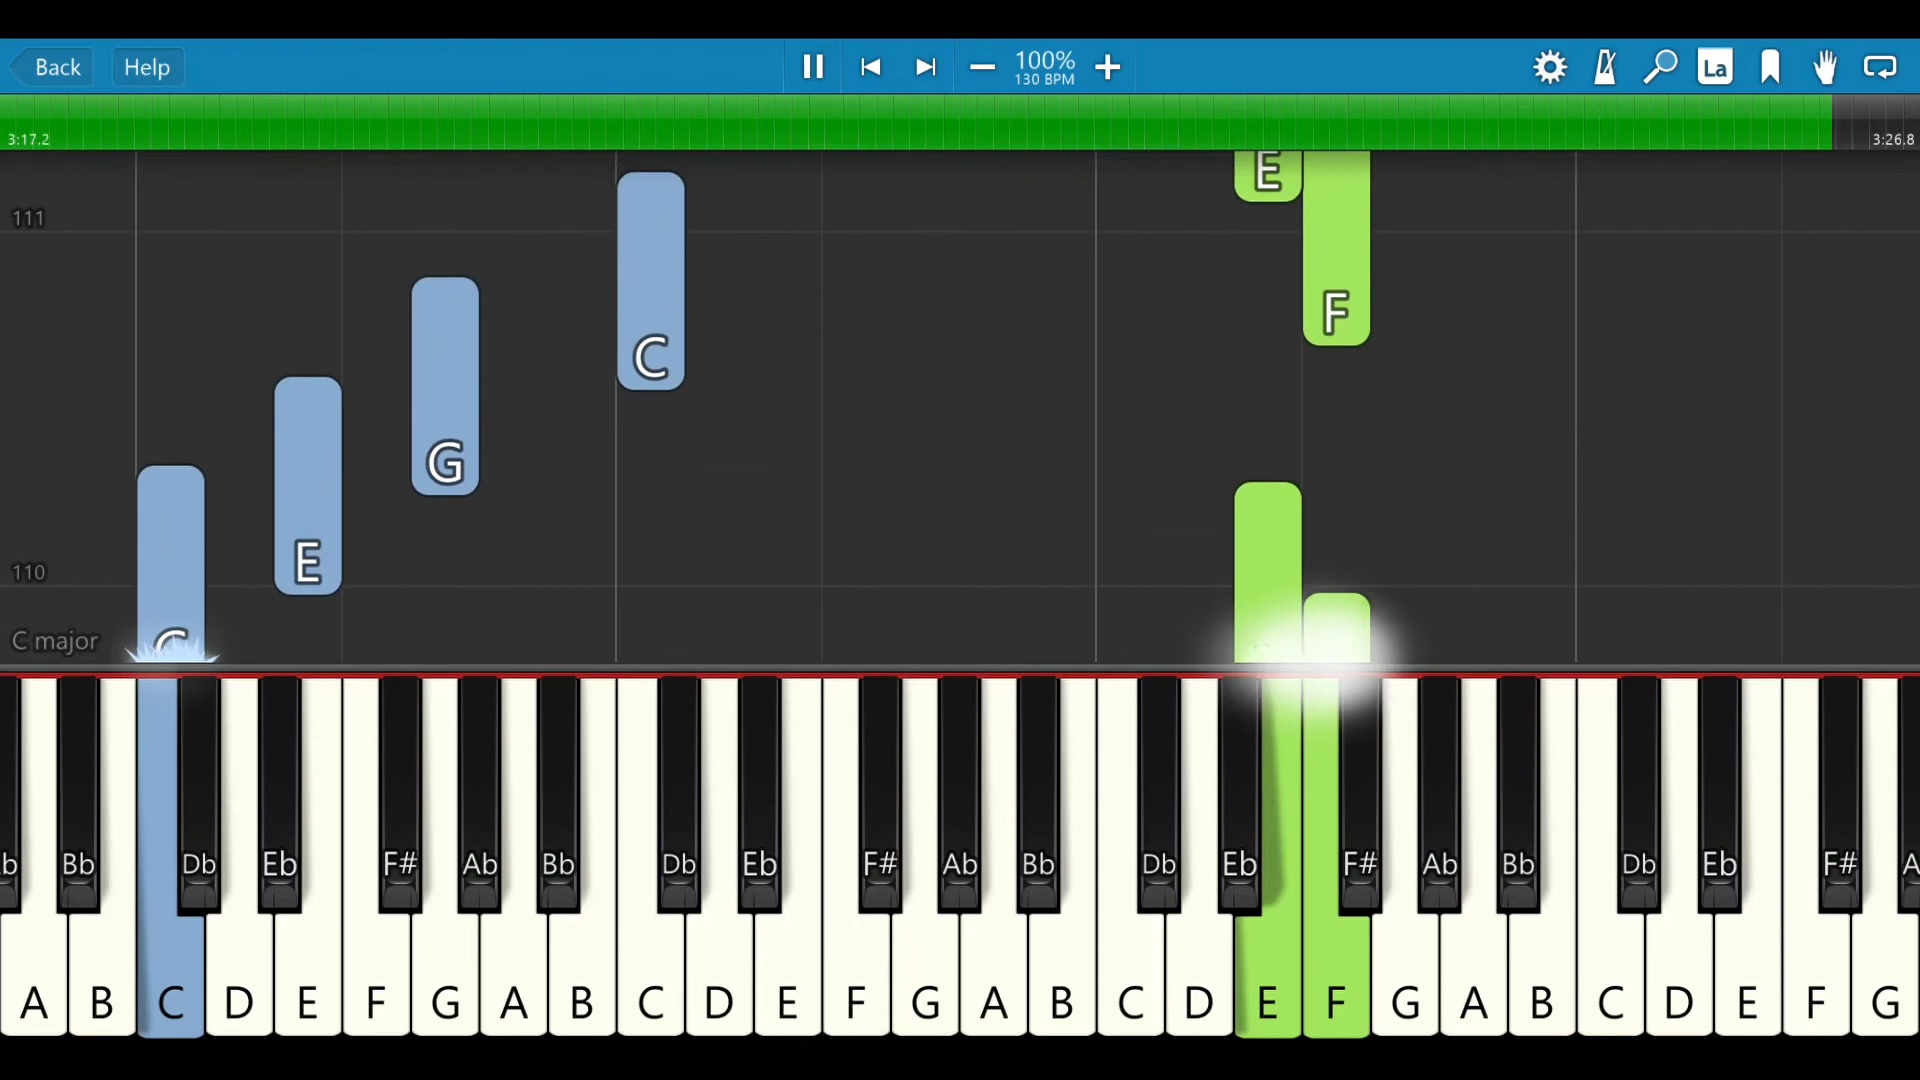 Back Help 100% La
130 BPM
3:17.2 3:26.8
E
111
F
C
G
E
110
C major
Bb Db Eb F# Ab Bb Db Eb F# Ab Bb Db Eb F# Ab Bb Db Eb F#
A B C D E F G A B C D E F G A B C D E F G A B C D E F G